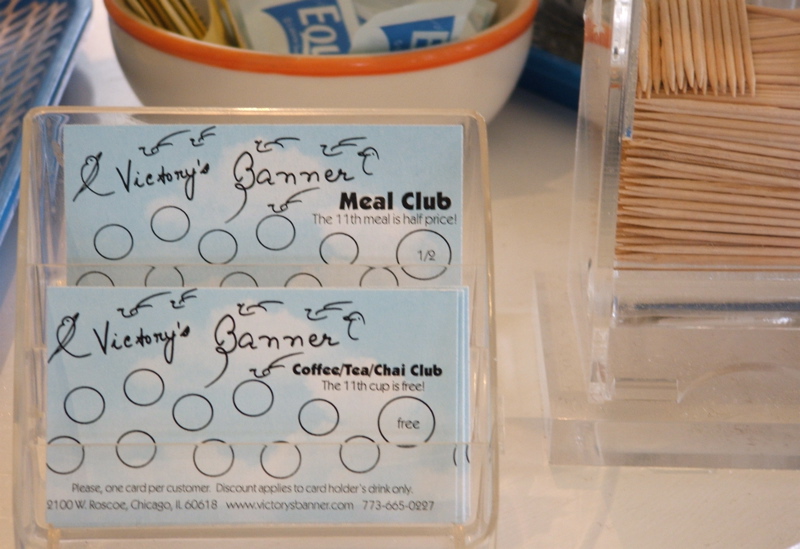 EQU
E
Victory's Banner
Meal Club
The 11th meal is half price!
1/2
Victory's Banner
Coffee/Tea/Chai Club
The 11th cup is free!
free
Please, one card per customer. Discount applies to card holder's drink only.
2100 W. Roscoe, Chicago, IL 60618 www.victorysbanner.com 773-665-0227